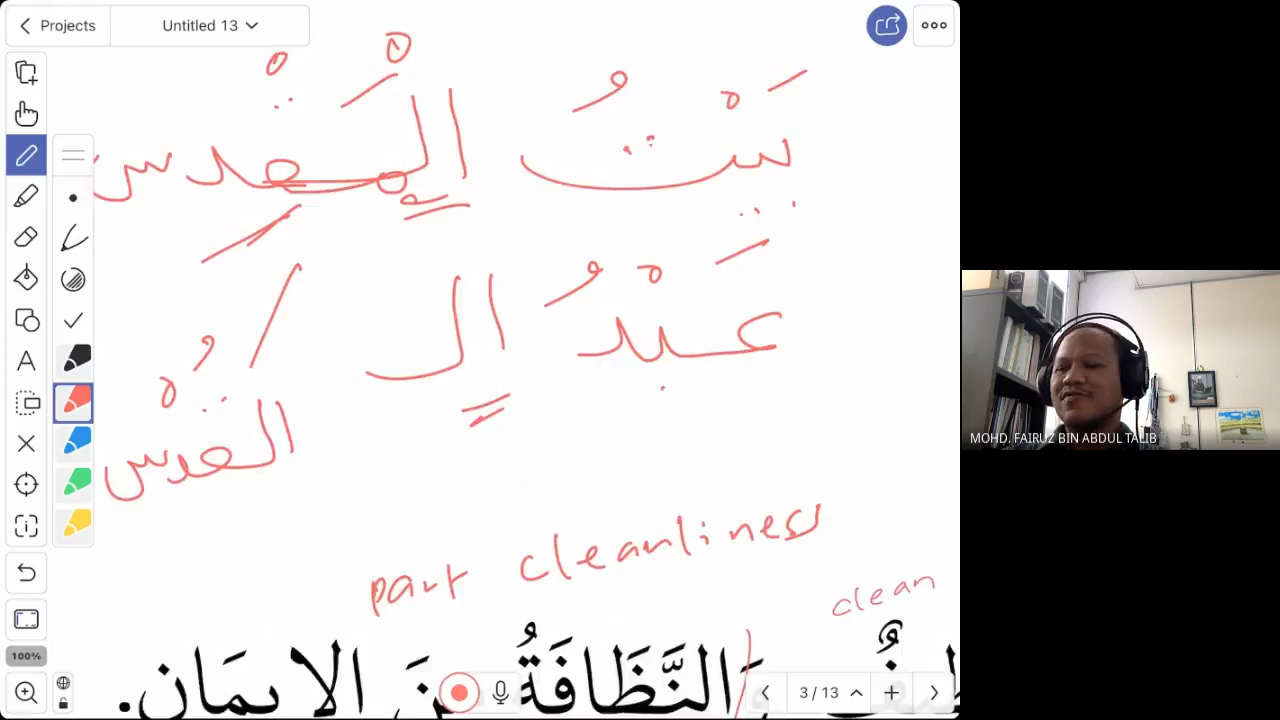 Projects
Untitled 13
بَيْتُ الْمَقْدِس
عَبْدُ ال
الْقُدْس
part cleanliness
clean
وَالنَّظَافَةُ مِنَ الايمَانِ.
MOHD. FAIRUZ BIN ABDUL TALIB
100%
3 / 13